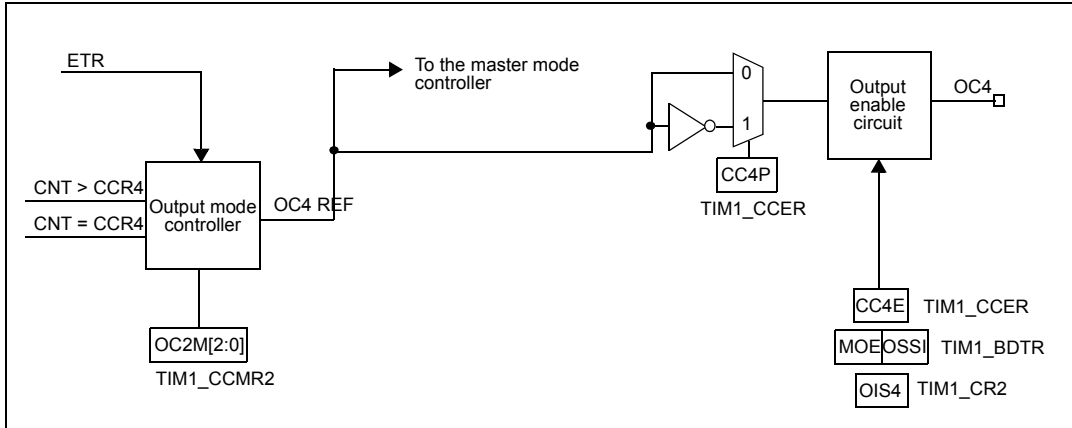 ETR
To the master mode
controller
0
1
Output
enable
circuit
OC4
CNT > CCR4
CNT = CCR4
Output mode
controller
OC4 REF
CC4P
TIM1_CCER
OC2M[2:0]
TIM1_CCMR2
CC4E
TIM1_CCER
MOE
OSSI
TIM1_BDTR
OIS4
TIM1_CR2